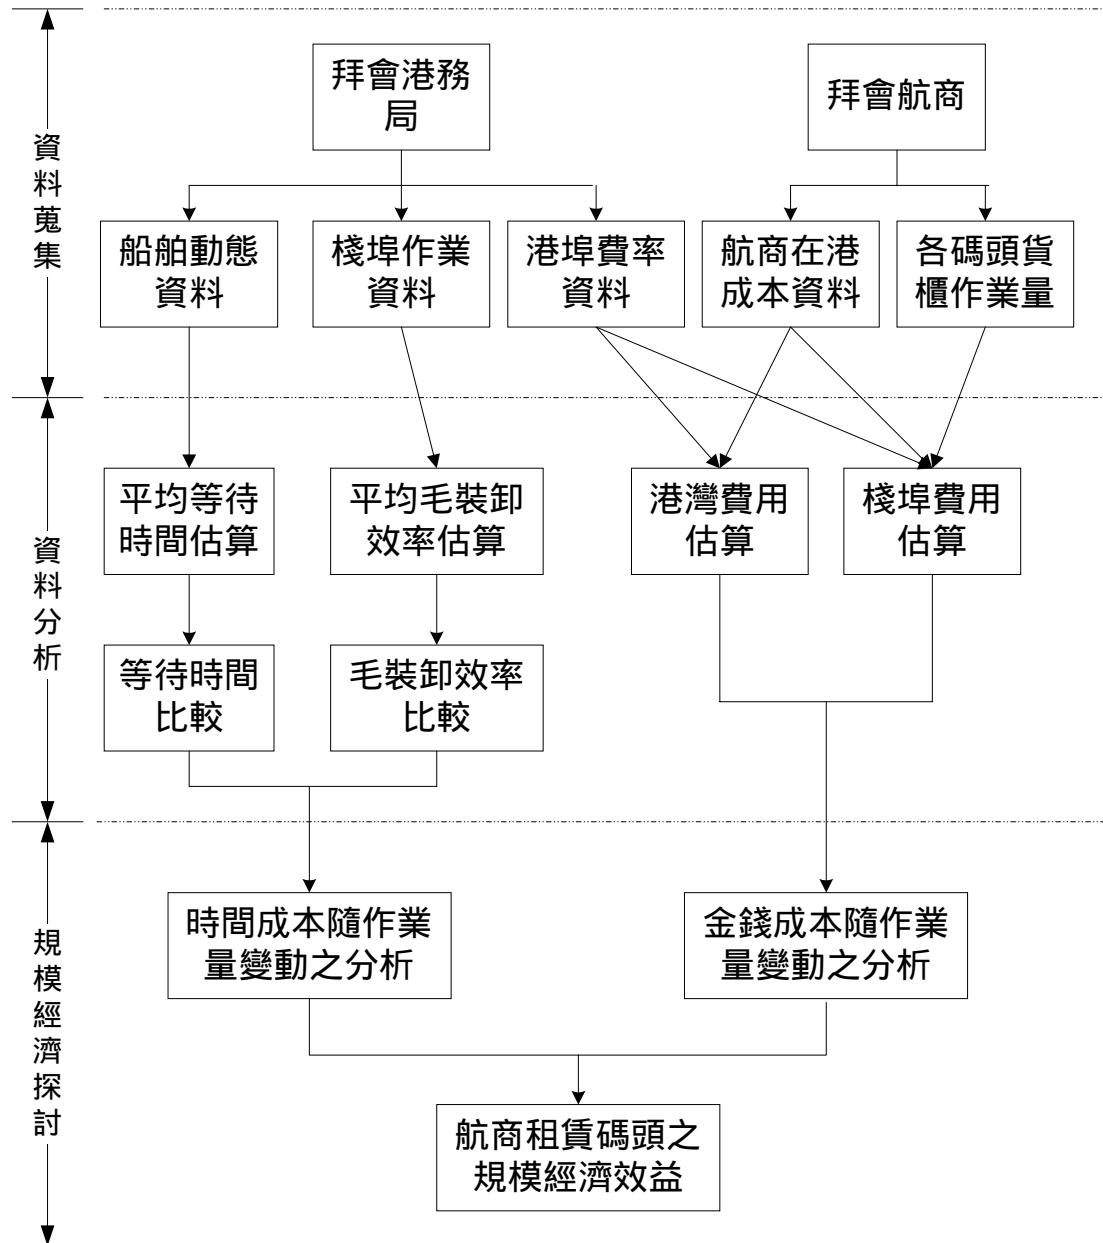 資料蒐集
拜會港務
局
拜會航商
船舶動態
資料
棧埠作業
資料
港埠費率
資料
航商在港
成本資料
各碼頭貨
櫃作業量
資料分析
平均等待
時間估算
平均毛裝卸
效率估算
港灣費用
估算
棧埠費用
估算
等待時間
比較
毛裝卸效率
比較
規模經濟探討
時間成本隨作業
量變動之分析
金錢成本隨作業
量變動之分析
航商租賃碼頭之
規模經濟效益